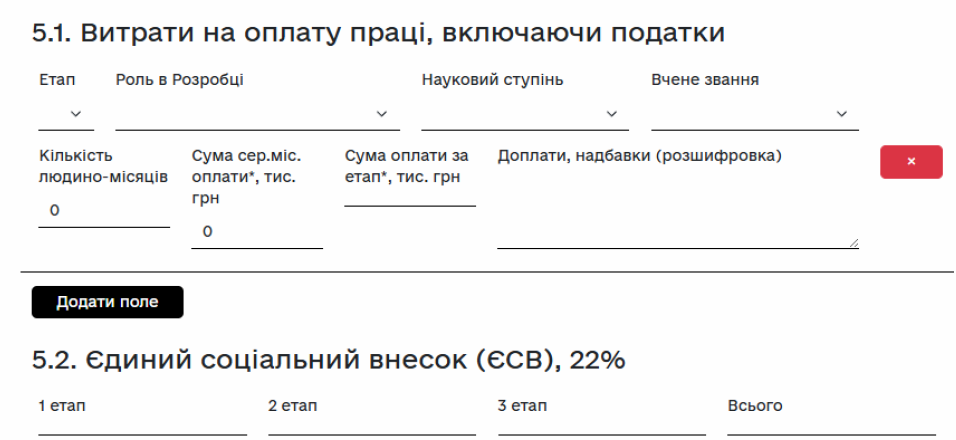 5.1. Витрати на оплату праці, включаючи податки
Етап Роль в Розробці Науковий ступінь Вчене звання
Кількість людино-місяців Сума сер.міс. оплати*, тис. грн Сума оплати за етап*, тис. грн Доплати, надбавки (розшифровка) ×
0
0
Додати поле
5.2. Єдиний соціальний внесок (ЄСВ), 22%
1 етап 2 етап 3 етап Всього